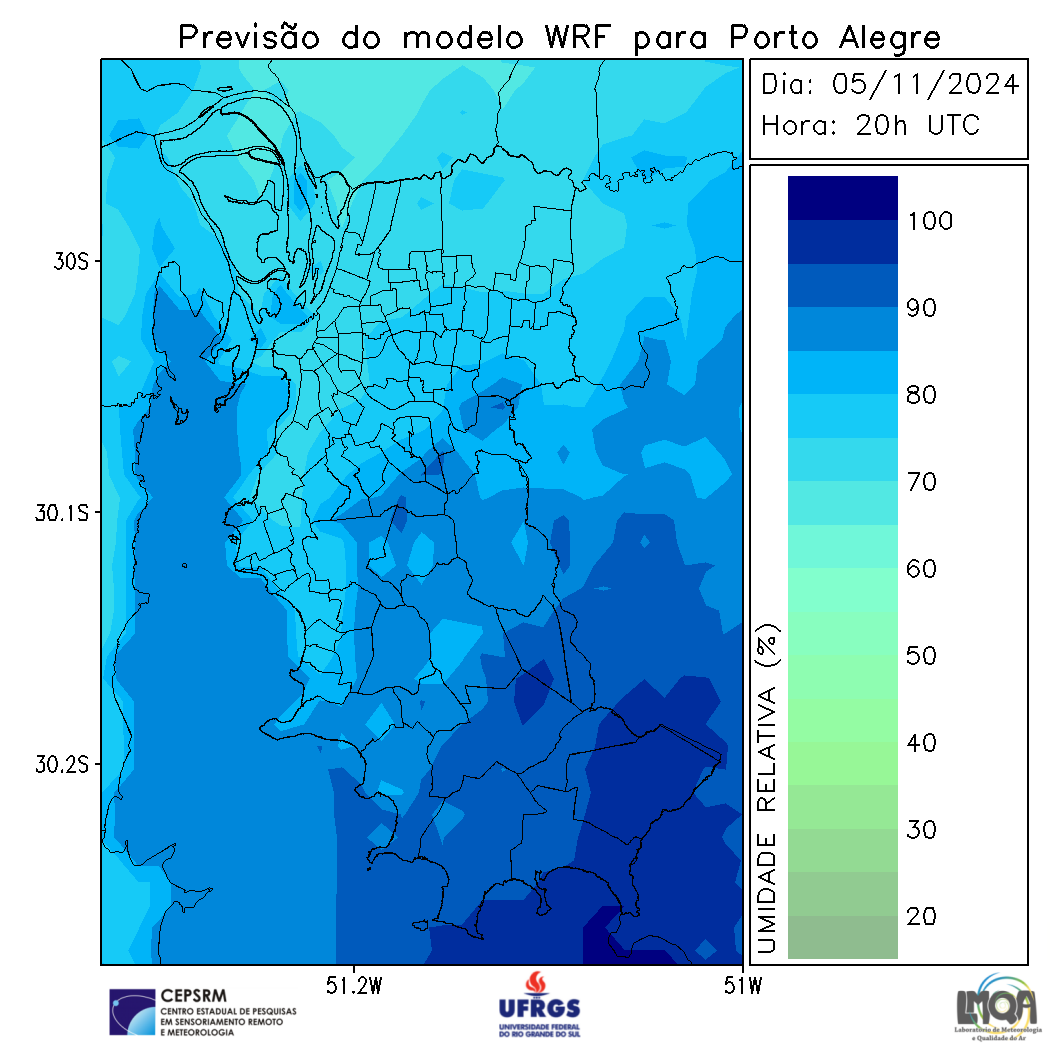 Previsão do modelo WRF para Porto Alegre
Dia: 05/11/2024
Hora: 20h UTC
30S
30.1S
30.2S
51.2W
51W
UMIDADE RELATIVA (%)
100
90
80
70
60
50
40
30
20
CEPSRM
CENTRO ESTADUAL DE PESQUISAS
EM SENSORIAMENTO REMOTO
E METEOROLOGIA
UFRGS
UNIVERSIDADE FEDERAL
DO RIO GRANDE DO SUL
LMQA
Laboratório de Meteorologia
e Qualidade do Ar